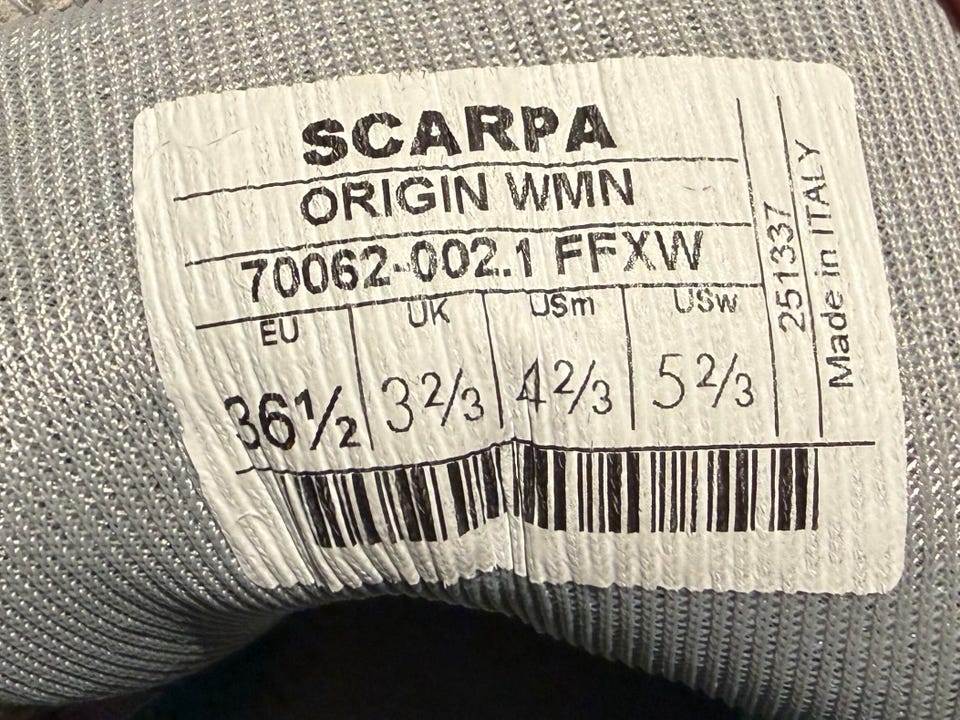 SCARPA
ORIGIN WMN
70062-002.1 FFXW
EU UK USm USw
36½ 3⅔ 4⅔ 5⅔
251337
Made in ITALY